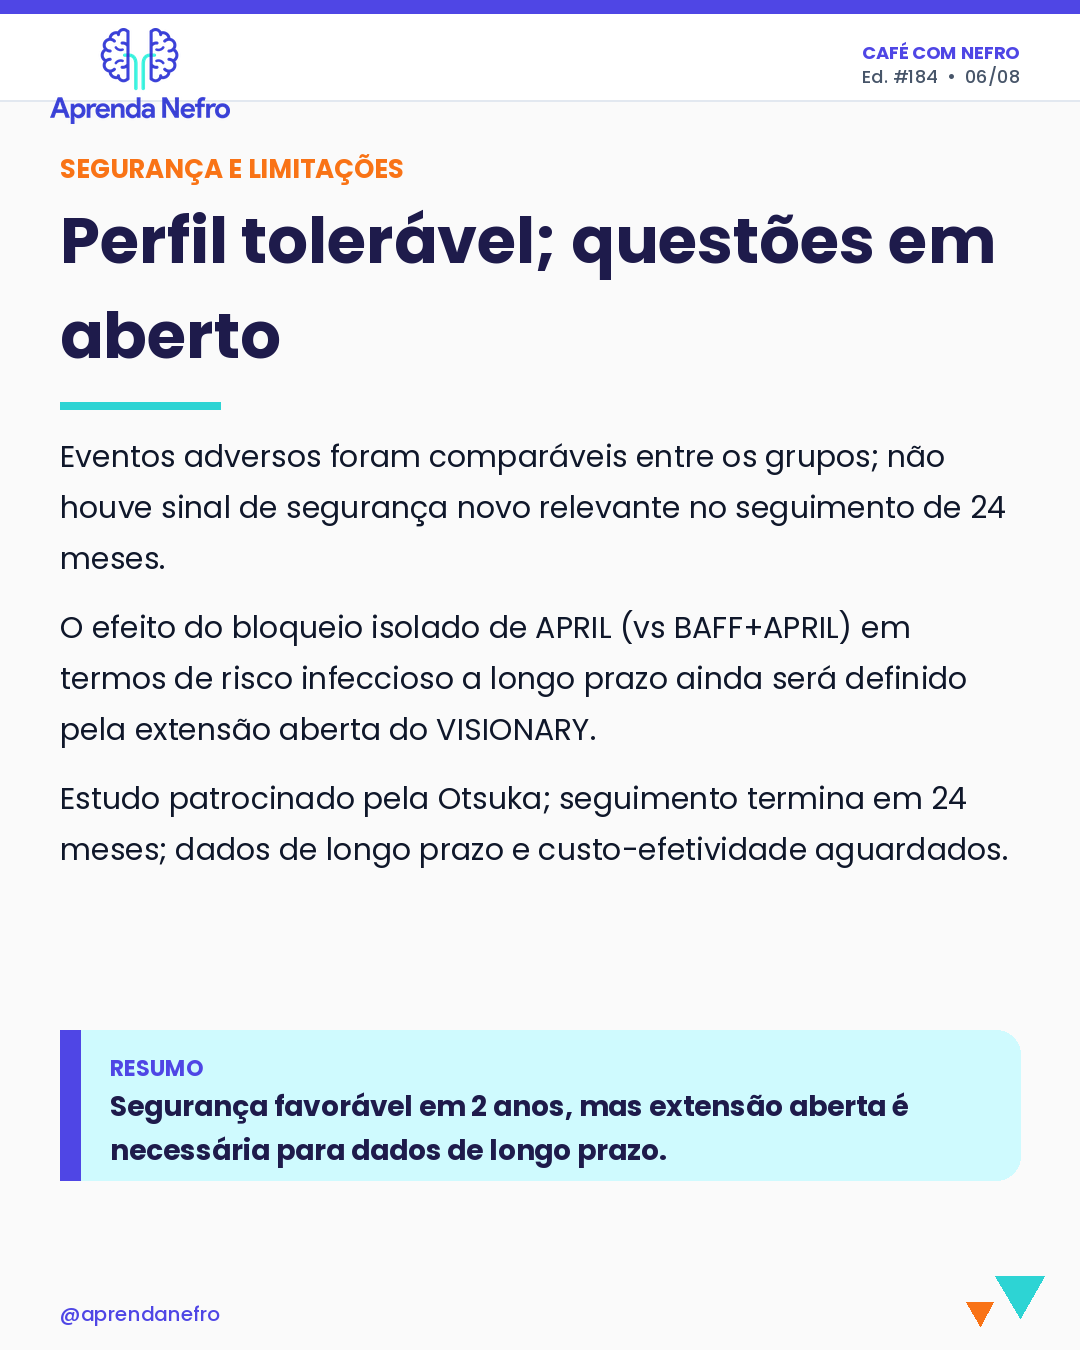 Aprenda Nefro
CAFÉ COM NEFRO
Ed. #184 • 06/08
SEGURANÇA E LIMITAÇÕES
Perfil tolerável; questões em
aberto
Eventos adversos foram comparáveis entre os grupos; não
houve sinal de segurança novo relevante no seguimento de 24
meses.
O efeito do bloqueio isolado de APRIL (vs BAFF+APRIL) em
termos de risco infeccioso a longo prazo ainda será definido
pela extensão aberta do VISIONARY.
Estudo patrocinado pela Otsuka; seguimento termina em 24
meses; dados de longo prazo e custo-efetividade aguardados.
RESUMO
Segurança favorável em 2 anos, mas extensão aberta é
necessária para dados de longo prazo.
@aprendanefro